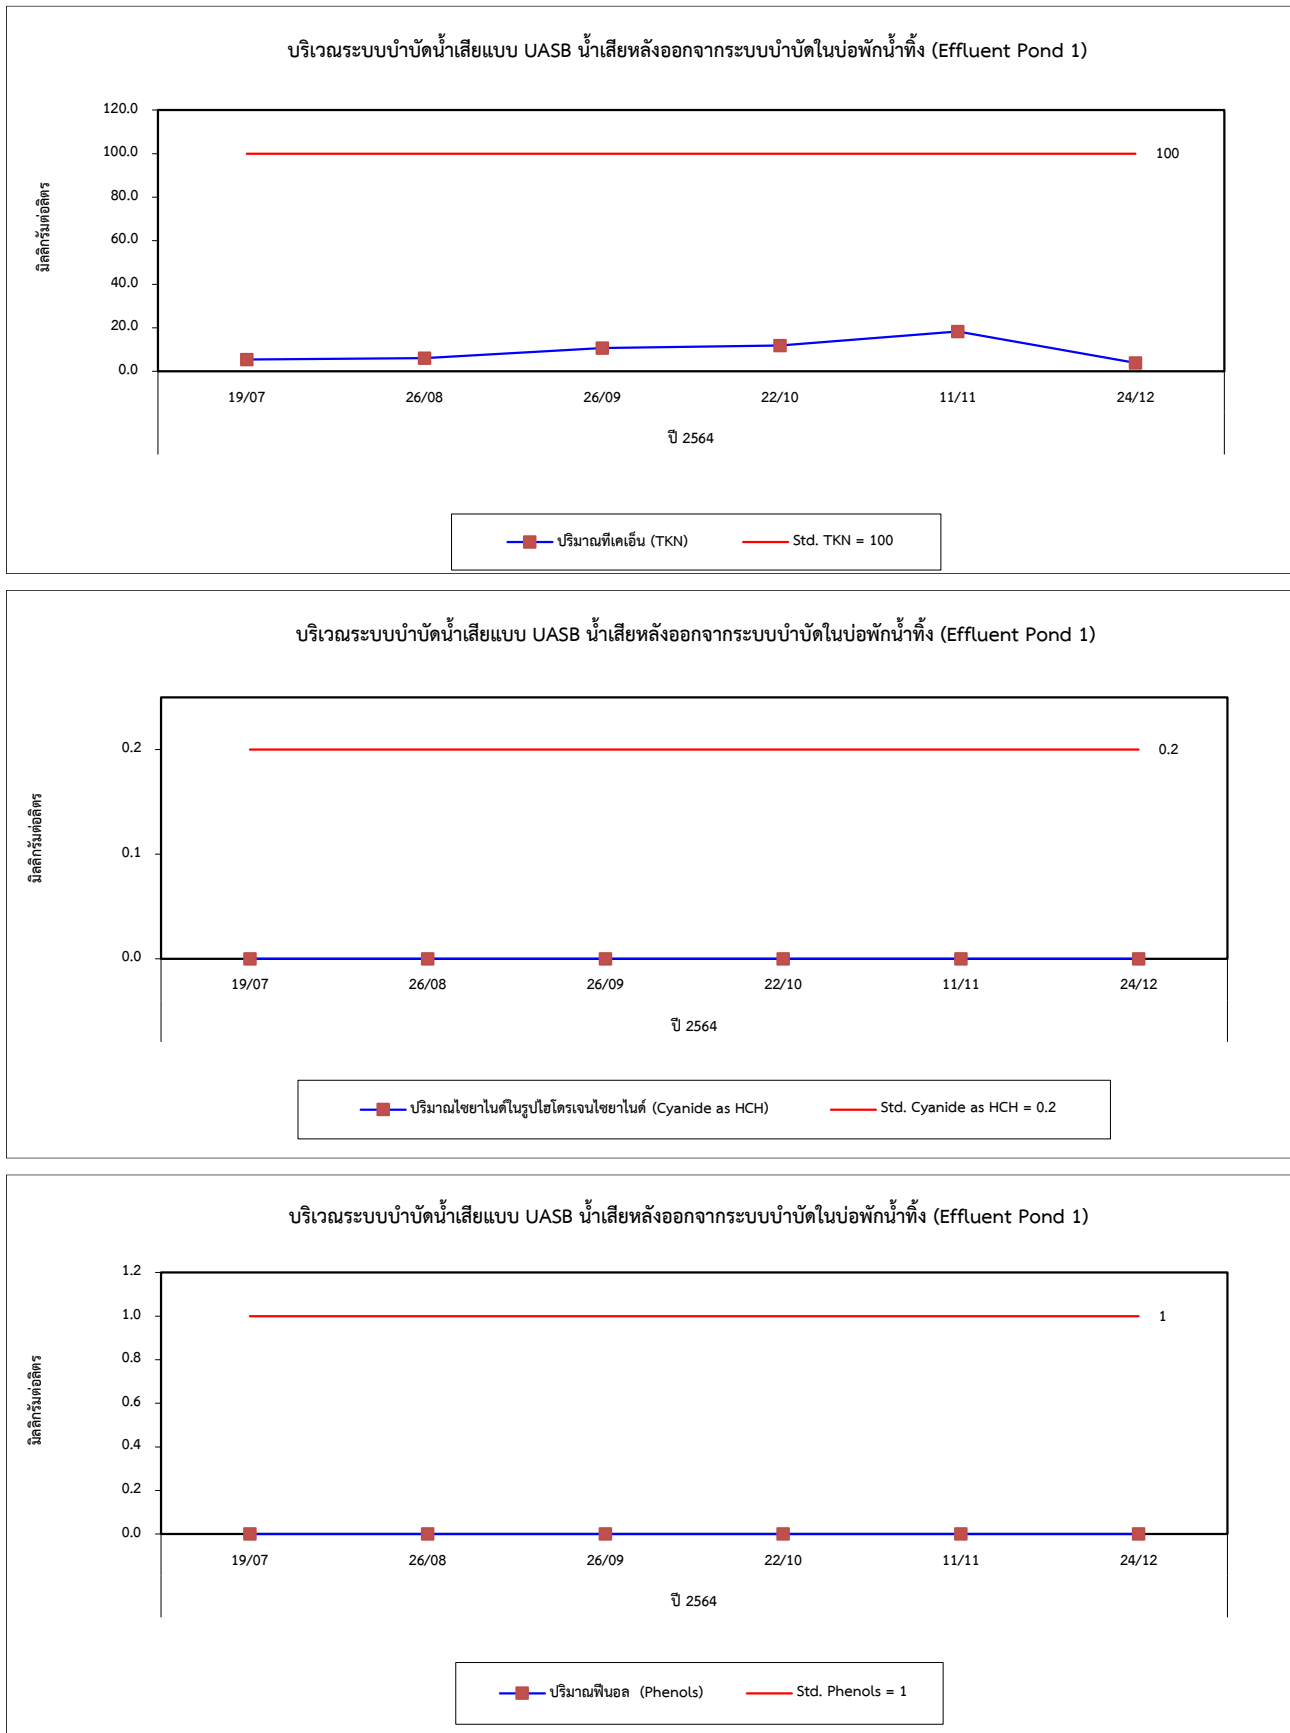 บริเวณระบบบำบัดน้ำเสียแบบ UASB น้ำเสียหลังออกจากระบบบำบัดในบ่อพักน้ำทิ้ง (Effluent Pond 1)
มิลลิกรัมต่อลิตร
120.0
100.0
80.0
60.0
40.0
20.0
0.0
100
19/07 26/08 26/09 22/10 11/11 24/12
ปี 2564
ปริมาณทีเคเอ็น (TKN) Std. TKN = 100
บริเวณระบบบำบัดน้ำเสียแบบ UASB น้ำเสียหลังออกจากระบบบำบัดในบ่อพักน้ำทิ้ง (Effluent Pond 1)
มิลลิกรัมต่อลิตร
0.2
0.1
0.0
0.2
19/07 26/08 26/09 22/10 11/11 24/12
ปี 2564
ปริมาณไซยาไนด์ในรูปไฮโดรเจนไซยาไนด์ (Cyanide as HCH) Std. Cyanide as HCH = 0.2
บริเวณระบบบำบัดน้ำเสียแบบ UASB น้ำเสียหลังออกจากระบบบำบัดในบ่อพักน้ำทิ้ง (Effluent Pond 1)
มิลลิกรัมต่อลิตร
1.2
1.0
0.8
0.6
0.4
0.2
0.0
1
19/07 26/08 26/09 22/10 11/11 24/12
ปี 2564
ปริมาณฟีนอล (Phenols) Std. Phenols = 1